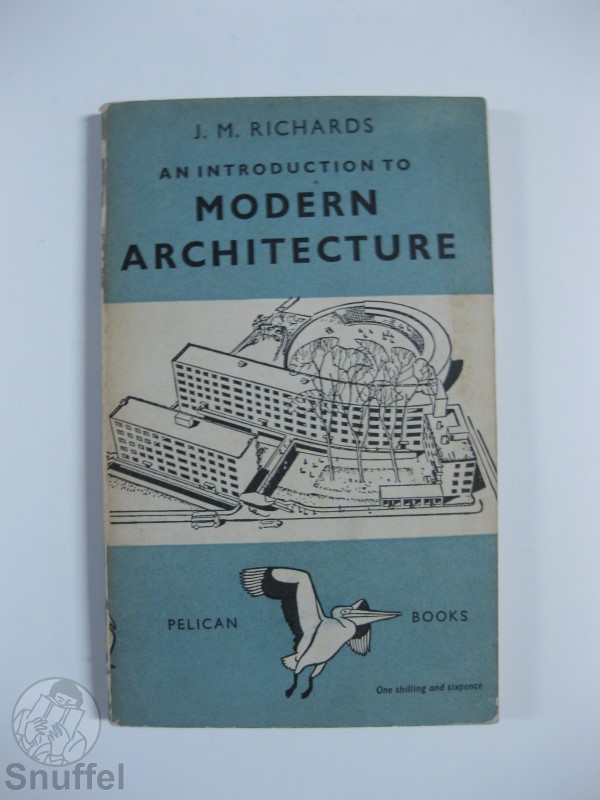 J. M. RICHARDS
AN INTRODUCTION TO
MODERN
ARCHITECTURE
PELICAN BOOKS
One shilling and sixpence
Snuffel